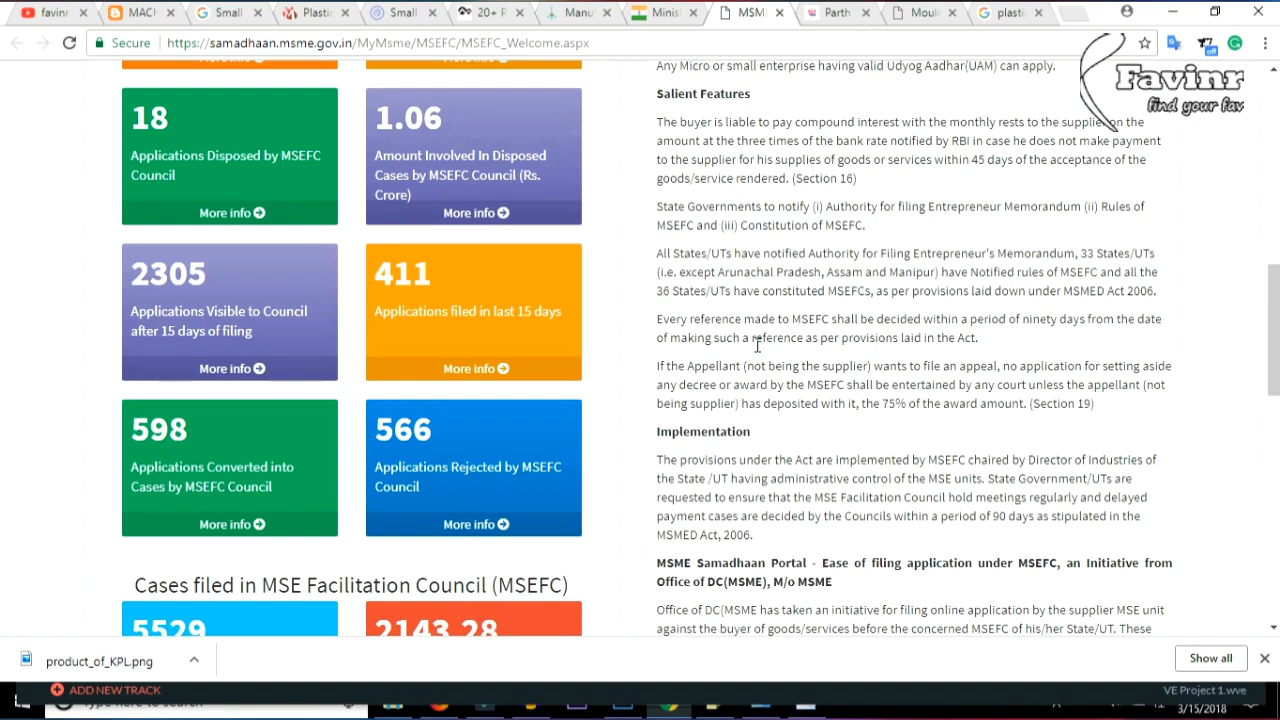 favinr
MACH
Small
Plastic
Small
20+ P
Manu
Minist
MSME
Parth
Mould
plastic
Secure
https://samadhaan.msme.gov.in/MyMsme/MSEFC/MSEFC_Welcome.aspx
off
Favinr
find your fav
18
Applications Disposed by MSEFC
Council
More info
1.06
Amount Involved In Disposed
Cases by MSEFC Council (Rs.
Crore)
More info
2305
Applications Visible to Council
after 15 days of filing
More info
411
Applications filed in last 15 days
More info
598
Applications Converted into
Cases by MSEFC Council
More info
566
Applications Rejected by MSEFC
Council
More info
Cases filed in MSE Facilitation Council (MSEFC)
5529
2143.28
Any Micro or small enterprise having valid Udyog Aadhar(UAM) can apply.
Salient Features
The buyer is liable to pay compound interest with the monthly rests to the supplier on the
amount at the three times of the bank rate notified by RBI in case he does not make payment
to the supplier for his supplies of goods or services within 45 days of the acceptance of the
goods/service rendered. (Section 16)
State Governments to notify (i) Authority for filing Entrepreneur Memorandum (ii) Rules of
MSEFC and (iii) Constitution of MSEFC.
All States/UTs have notified Authority for Filing Entrepreneur's Memorandum, 33 States/UTs
(i.e. except Arunachal Pradesh, Assam and Manipur) have Notified rules of MSEFC and all the
36 States/UTs have constituted MSEFCs, as per provisions laid down under MSMED Act 2006.
Every reference made to MSEFC shall be decided within a period of ninety days from the date
of making such a reference as per provisions laid in the Act.
If the Appellant (not being the supplier) wants to file an appeal, no application for setting aside
any decree or award by the MSEFC shall be entertained by any court unless the appellant (not
being supplier) has deposited with it, the 75% of the award amount. (Section 19)
Implementation
The provisions under the Act are implemented by MSEFC chaired by Director of Industries of
the State /UT having administrative control of the MSE units. State Government/UTs are
requested to ensure that the MSE Facilitation Council hold meetings regularly and delayed
payment cases are decided by the Councils within a period of 90 days as stipulated in the
MSMED Act, 2006.
MSME Samadhaan Portal - Ease of filing application under MSEFC, an Initiative from
Office of DC(MSME), M/o MSME
Office of DC(MSME has taken an initiative for filing online application by the supplier MSE unit
against the buyer of goods/services before the concerned MSEFC of his/her State/UT. These
product_of_KPL.png
Show all
ADD NEW TRACK
VE Project 1.wve
3/15/2018